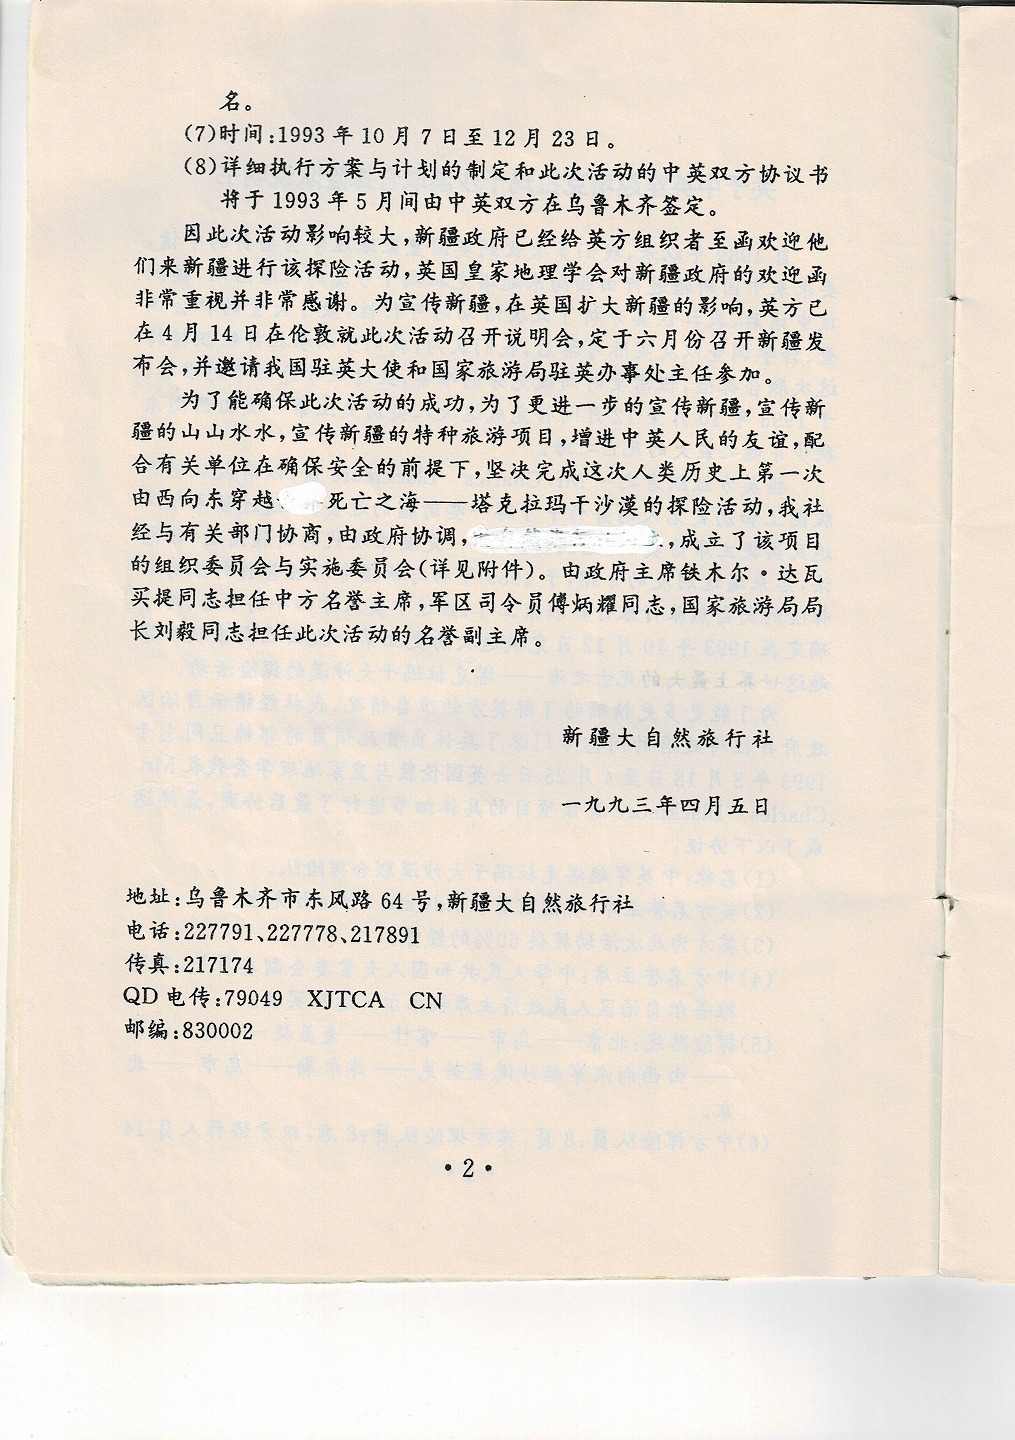 名。
(7)时间:1993 年 10 月 7 日至 12 月 23 日。
(8)详细执行方案与计划的制定和此次活动的中英双方协议书
将于 1993 年 5 月间由中英双方在乌鲁木齐签定。
因此次活动影响较大,新疆政府已经给英方组织者至函欢迎他
们来新疆进行该探险活动,英国皇家地理学会对新疆政府的欢迎函
非常重视并非常感谢。为宣传新疆,在英国扩大新疆的影响,英方已
在 4 月 14 日在伦敦就此次活动召开说明会,定于六月份召开新疆发
布会,并邀请我国驻英大使和国家旅游局驻英办事处主任参加。
为了能确保此次活动的成功,为了更进一步的宣传新疆,宣传新
疆的山山水水,宣传新疆的特种旅游项目,增进中英人民的友谊,配
合有关单位在确保安全的前提下,坚决完成这次人类历史上第一次
由西向东穿越 死亡之海——塔克拉玛干沙漠的探险活动,我社
经与有关部门协商,由政府协调, ,成立了该项目
的组织委员会与实施委员会(详见附件)。由政府主席铁木尔·达瓦
买提同志担任中方名誉主席,军区司令员傅炳耀同志,国家旅游局局
长刘毅同志担任此次活动的名誉副主席。
新疆大自然旅行社
一九九三年四月五日
地址:乌鲁木齐市东风路 64 号,新疆大自然旅行社
电话:227791、227778、217891
传真:217174
QD 电传:79049 XJTCA CN
邮编:830002
·2·